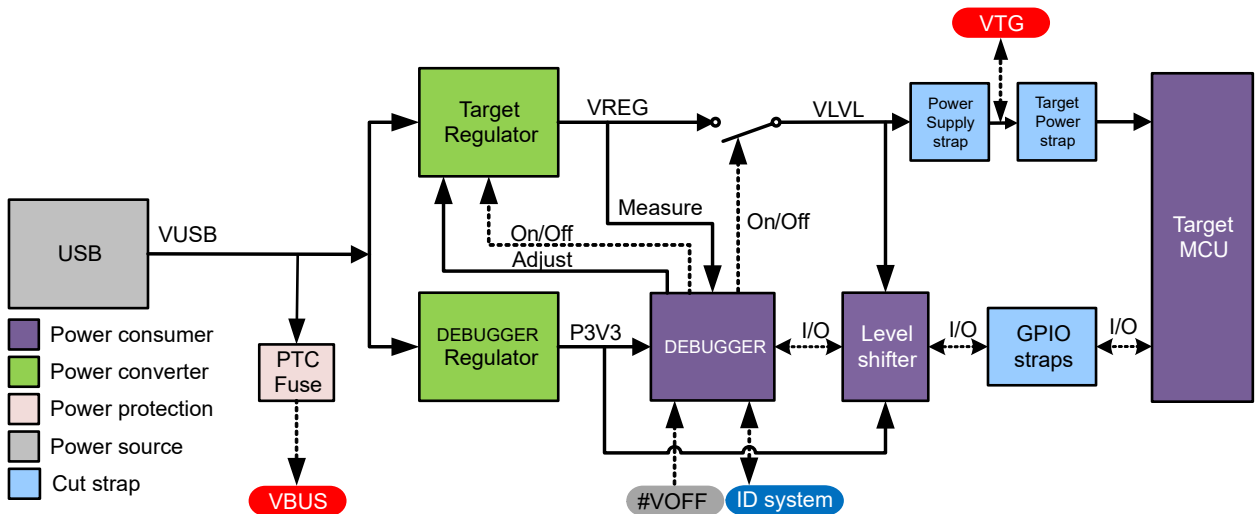 VTG
Target
Regulator
VREG
VLVL
Power
Supply
strap
Target
Power
strap
Target
MCU
USB
VUSB
Measure
On/Off
Adjust
On/Off
DEBUGGER
Regulator
P3V3
DEBUGGER
I/O
Level
shifter
I/O
GPIO
straps
I/O
PTC
Fuse
Power consumer
Power converter
Power protection
Power source
Cut strap
VBUS
#VOFF
ID system